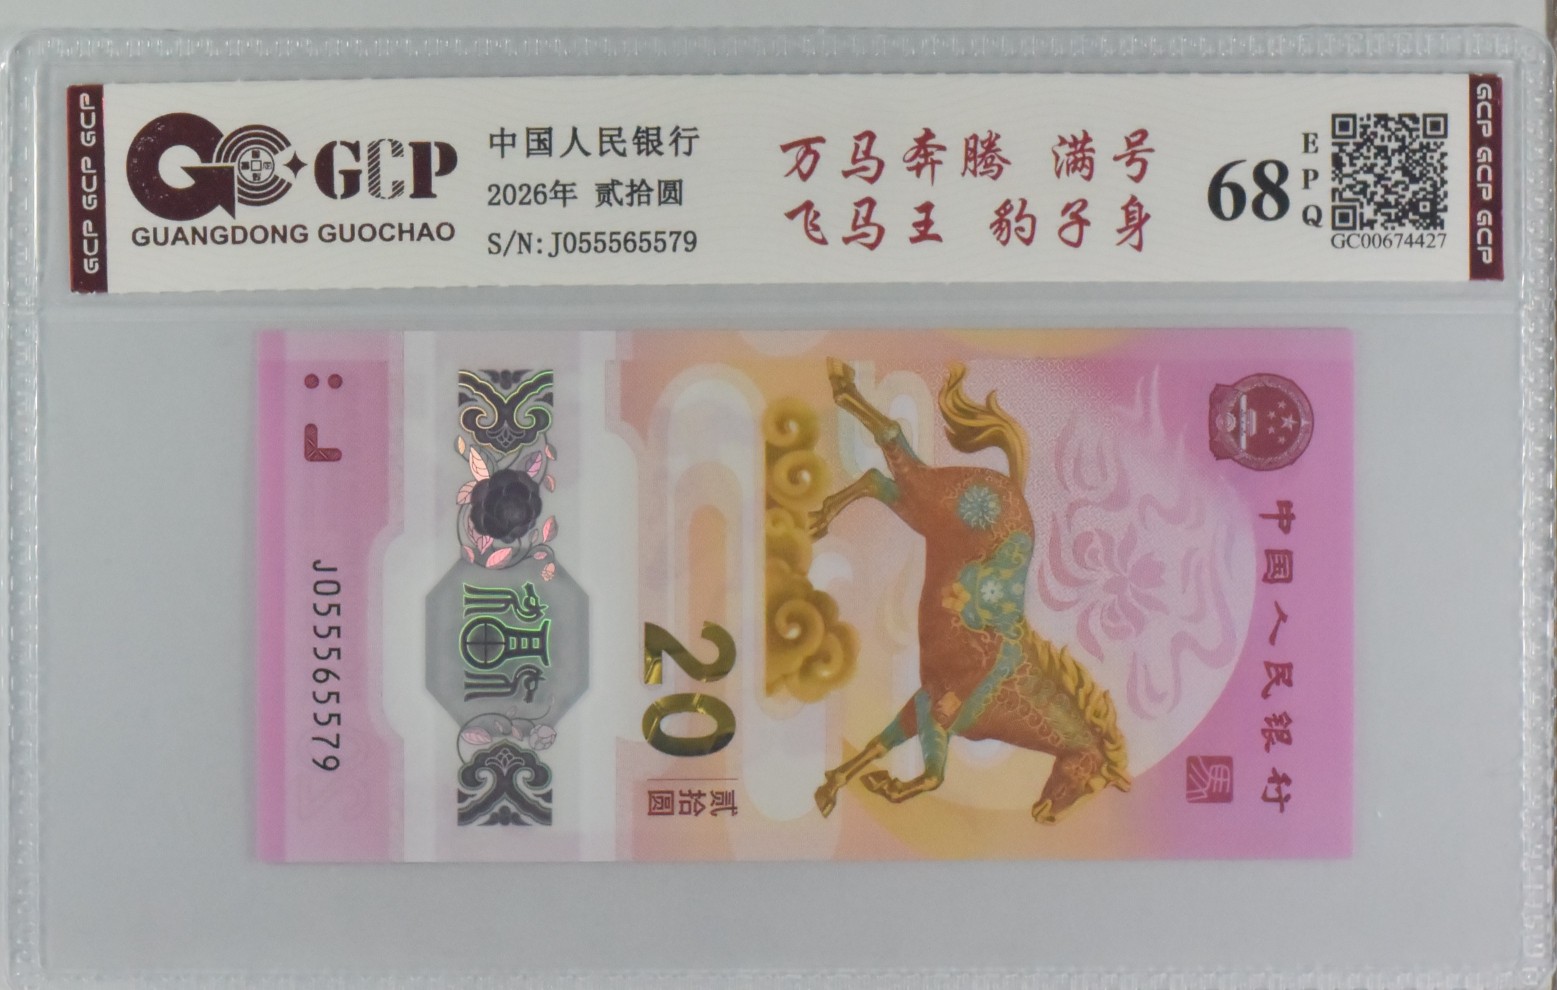 GCP GCP GCP
GCP
GUANGDONG GUOCHAO
中国人民银行
2026年 贰拾圆
S/N:J055565579
万马奔腾 满号
飞马王 豹子身
68
EPQ
GC00674427
GCP GCP GCP
J
J055565579
福
20
贰拾圆
中国人民银行